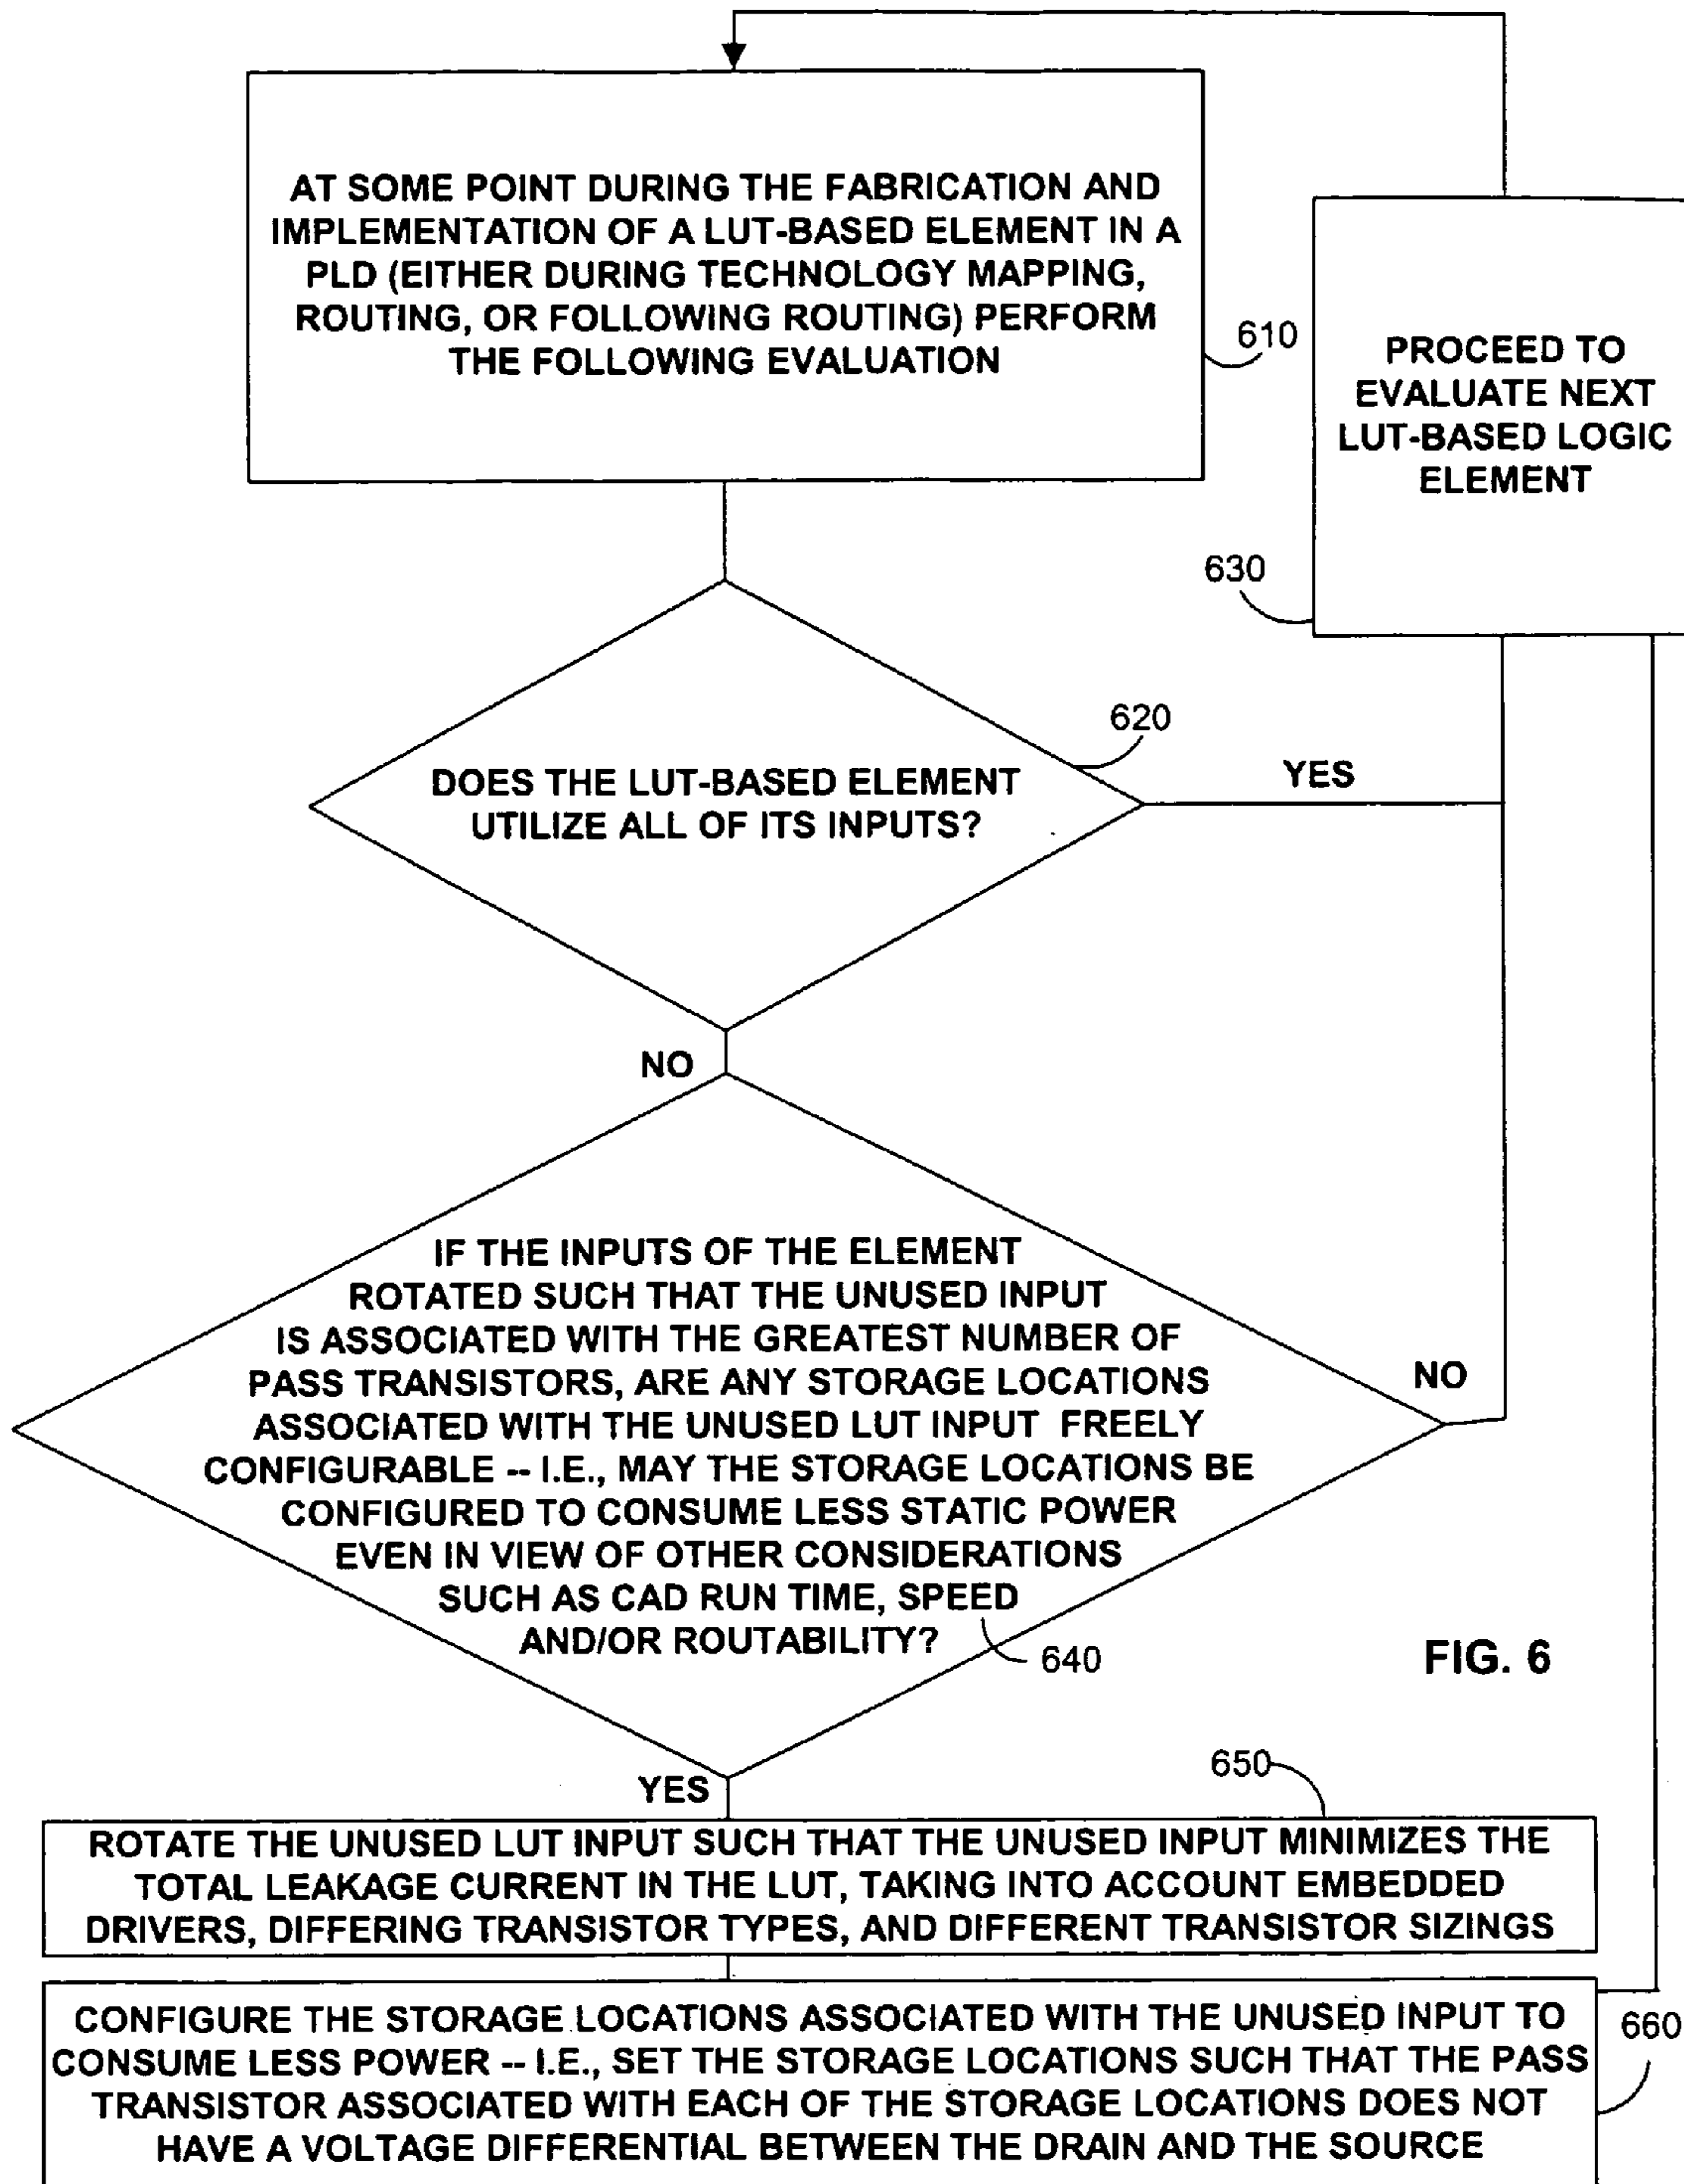 AT SOME POINT DURING THE FABRICATION AND
IMPLEMENTATION OF A LUT-BASED ELEMENT IN A
PLD (EITHER DURING TECHNOLOGY MAPPING,
ROUTING, OR FOLLOWING ROUTING) PERFORM
THE FOLLOWING EVALUATION
610
PROCEED TO
EVALUATE NEXT
LUT-BASED LOGIC
ELEMENT
630
620
DOES THE LUT-BASED ELEMENT
UTILIZE ALL OF ITS INPUTS?
YES
NO
IF THE INPUTS OF THE ELEMENT
ROTATED SUCH THAT THE UNUSED INPUT
IS ASSOCIATED WITH THE GREATEST NUMBER OF
PASS TRANSISTORS, ARE ANY STORAGE LOCATIONS
ASSOCIATED WITH THE UNUSED LUT INPUT FREELY
CONFIGURABLE -- I.E., MAY THE STORAGE LOCATIONS BE
CONFIGURED TO CONSUME LESS STATIC POWER
EVEN IN VIEW OF OTHER CONSIDERATIONS
SUCH AS CAD RUN TIME, SPEED
AND/OR ROUTABILITY?
NO
640
FIG. 6
YES
650
ROTATE THE UNUSED LUT INPUT SUCH THAT THE UNUSED INPUT MINIMIZES THE
TOTAL LEAKAGE CURRENT IN THE LUT, TAKING INTO ACCOUNT EMBEDDED
DRIVERS, DIFFERING TRANSISTOR TYPES, AND DIFFERENT TRANSISTOR SIZINGS
CONFIGURE THE STORAGE LOCATIONS ASSOCIATED WITH THE UNUSED INPUT TO
CONSUME LESS POWER -- I.E., SET THE STORAGE LOCATIONS SUCH THAT THE PASS
TRANSISTOR ASSOCIATED WITH EACH OF THE STORAGE LOCATIONS DOES NOT
HAVE A VOLTAGE DIFFERENTIAL BETWEEN THE DRAIN AND THE SOURCE
660